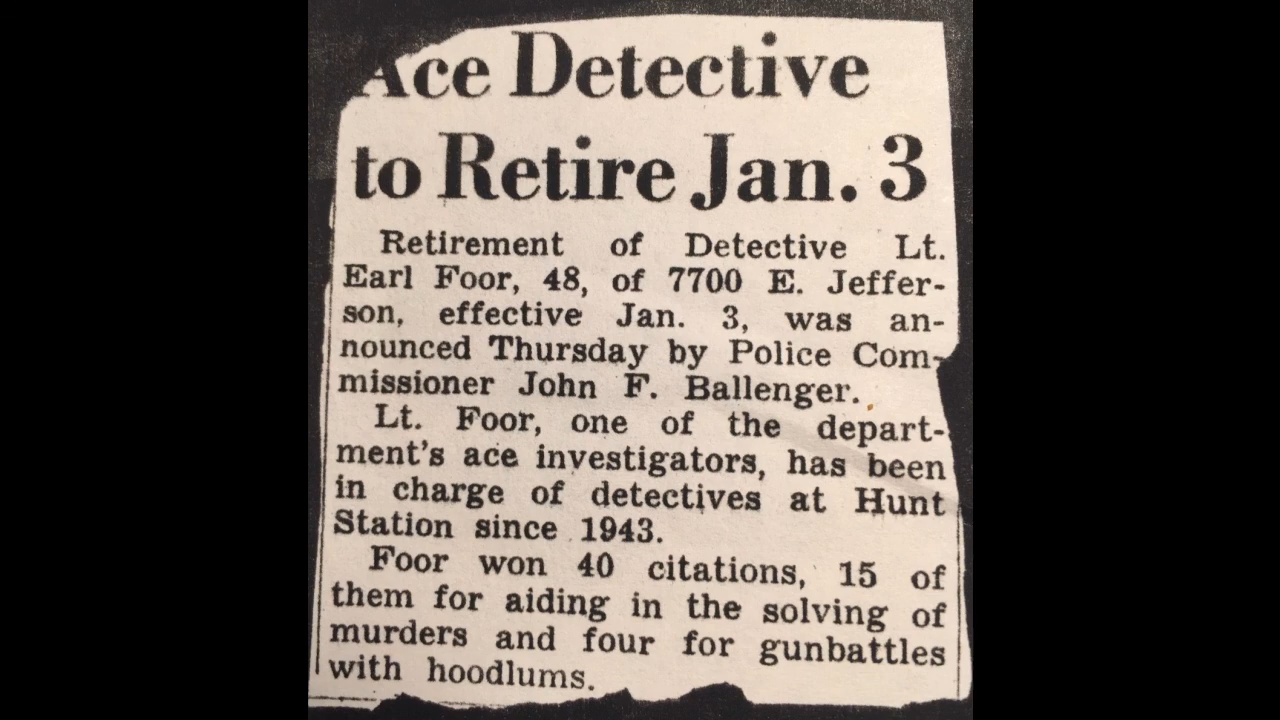 Ace Detective
to Retire Jan. 3
Retirement of Detective Lt.
Earl Foor, 48, of 7700 E. Jeffer-
son, effective Jan. 3, was an-
nounced Thursday by Police Com-
missioner John F. Ballenger.
Lt. Foor, one of the depart-
ment's ace investigators, has been
in charge of detectives at Hunt
Station since 1943.
Foor won 40 citations, 15 of
them for aiding in the solving of
murders and four for gunbattles
with hoodlums.